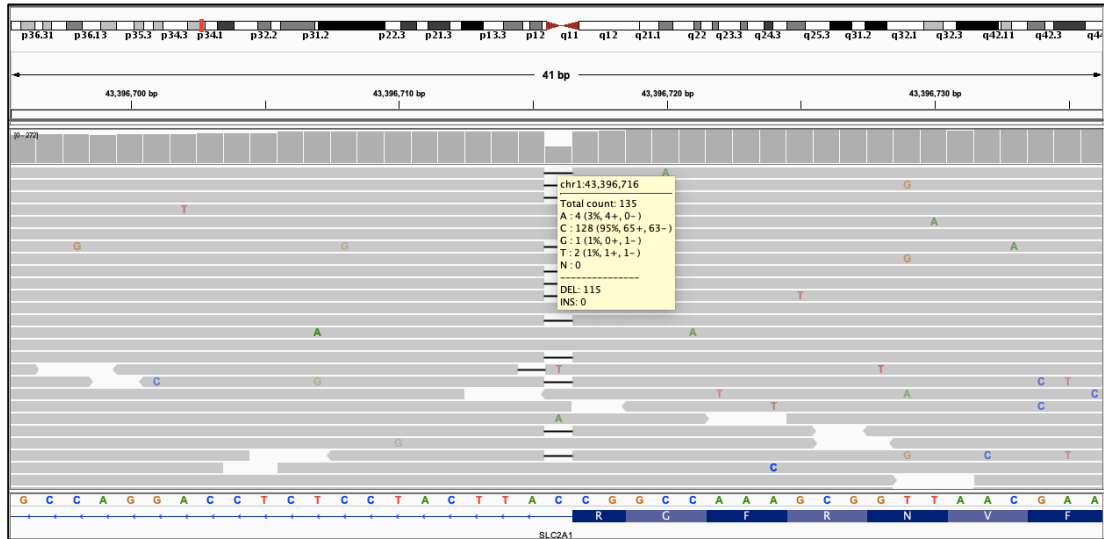 p36.31 p36.13 p35.3 p34.3 p34.1 p32.2 p31.2 p22.3 p21.3 p13.3 p12 q11 q12 q21.1 q22 q23.3 q24.3 q25.3 q31.2 q32.1 q32.3 q42.11 q42.3 q44
41 bp
43,396,700 bp 43,396,710 bp 43,396,720 bp 43,396,730 bp
[0 - 272]
A
G
T
A
G G A
G
T
A A
T T
C G C T
T A C
T C
A
G
G C T
C
chr1:43,396,716
Total count: 135
A : 4 (3%, 4+, 0-)
C : 128 (95%, 65+, 63-)
G : 1 (1%, 0+, 1-)
T : 2 (1%, 1+, 1-)
N : 0
---------------
DEL: 115
INS: 0
G C C A G G A C C T C T C C T A C T T A C C G G C C A A A G C G G T T A A C G A A
R G F R N V F
SLC2A1